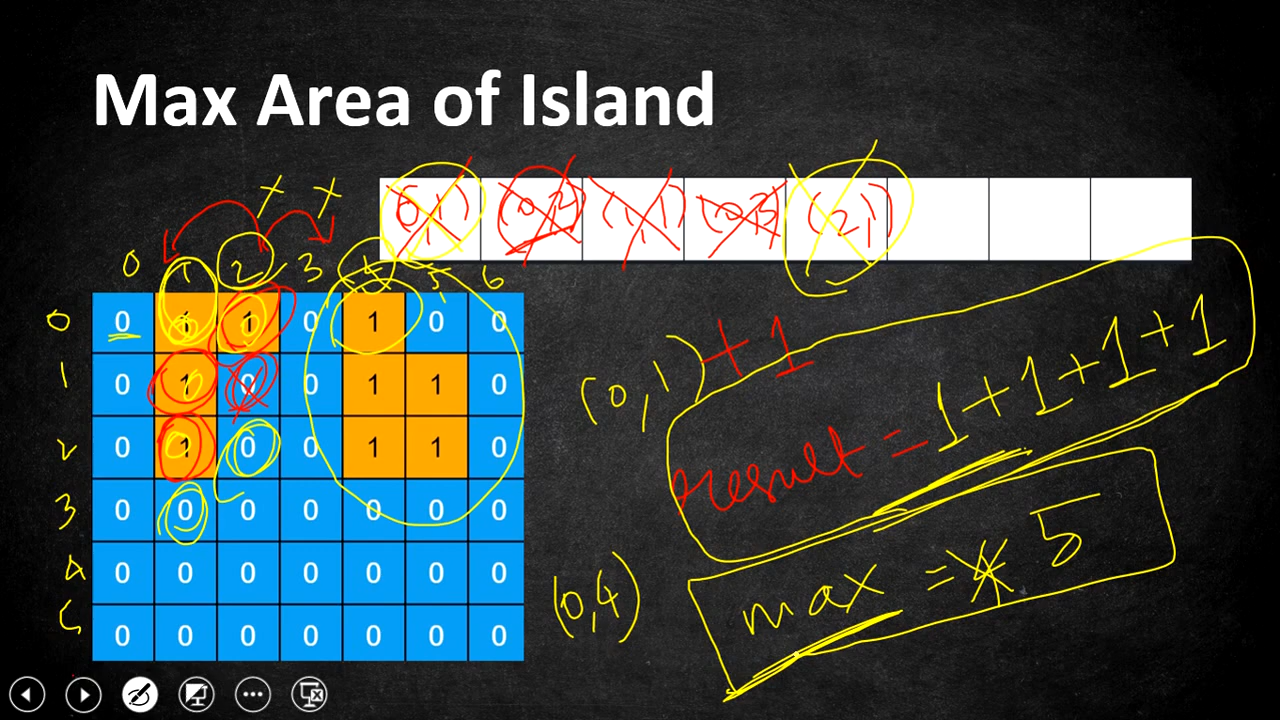 Max Area of Island
(0,1) (0,2) (1,1) (0,3) (2,1)
0 1 2 3 4 5 6
0 0 1 1 0 1 0 0
1 0 1 0 0 1 1 0
2 0 1 0 0 1 1 0
3 0 0 0 0 0 0 0
4 0 0 0 0 0 0 0
5 0 0 0 0 0 0 0
(0,1) +1
result = 1+1+1+1
(0,4)
max = 4 5